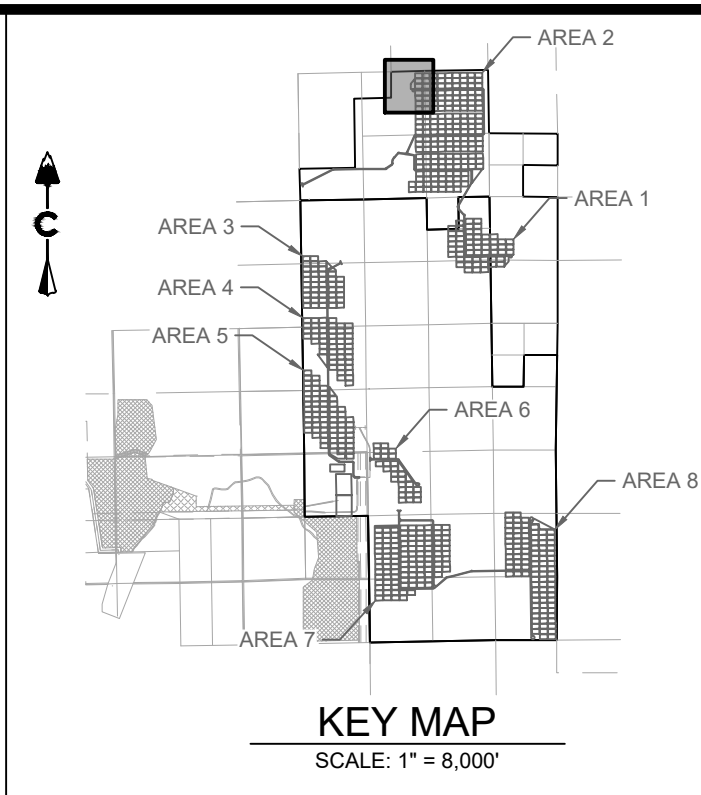 AREA 2
AREA 1
AREA 3
AREA 4
AREA 5
AREA 6
AREA 8
AREA 7
KEY MAP
SCALE: 1" = 8,000'